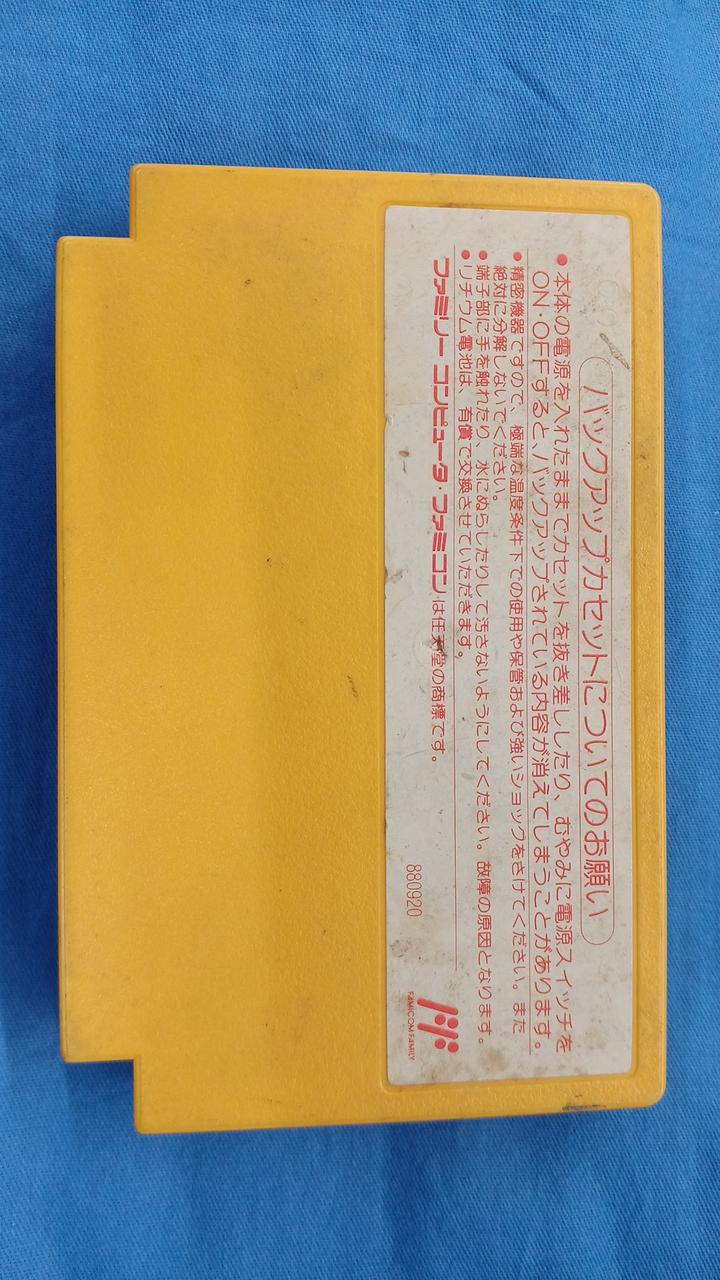 バックアップカセットについてのお願い
●本体の電源を入れたままでカセットを抜き差ししたり、むやみに電源スイッチを
ON・OFFすると、バックアップされている内容が消えてしまうことがあります。
●精密機器ですので、極端な温度条件下での使用や保管および強いショックをさけてください。また
絶対に分解しないでください。
●端子部に手を触れたり、水にぬらしたりして汚さないようにしてください。故障の原因となります。
●リチウム電池は、有償で交換させていただきます。
ファミリー コンピュータ・ファミコンは任天堂の商標です。
880920
FAMICOM FAMILY